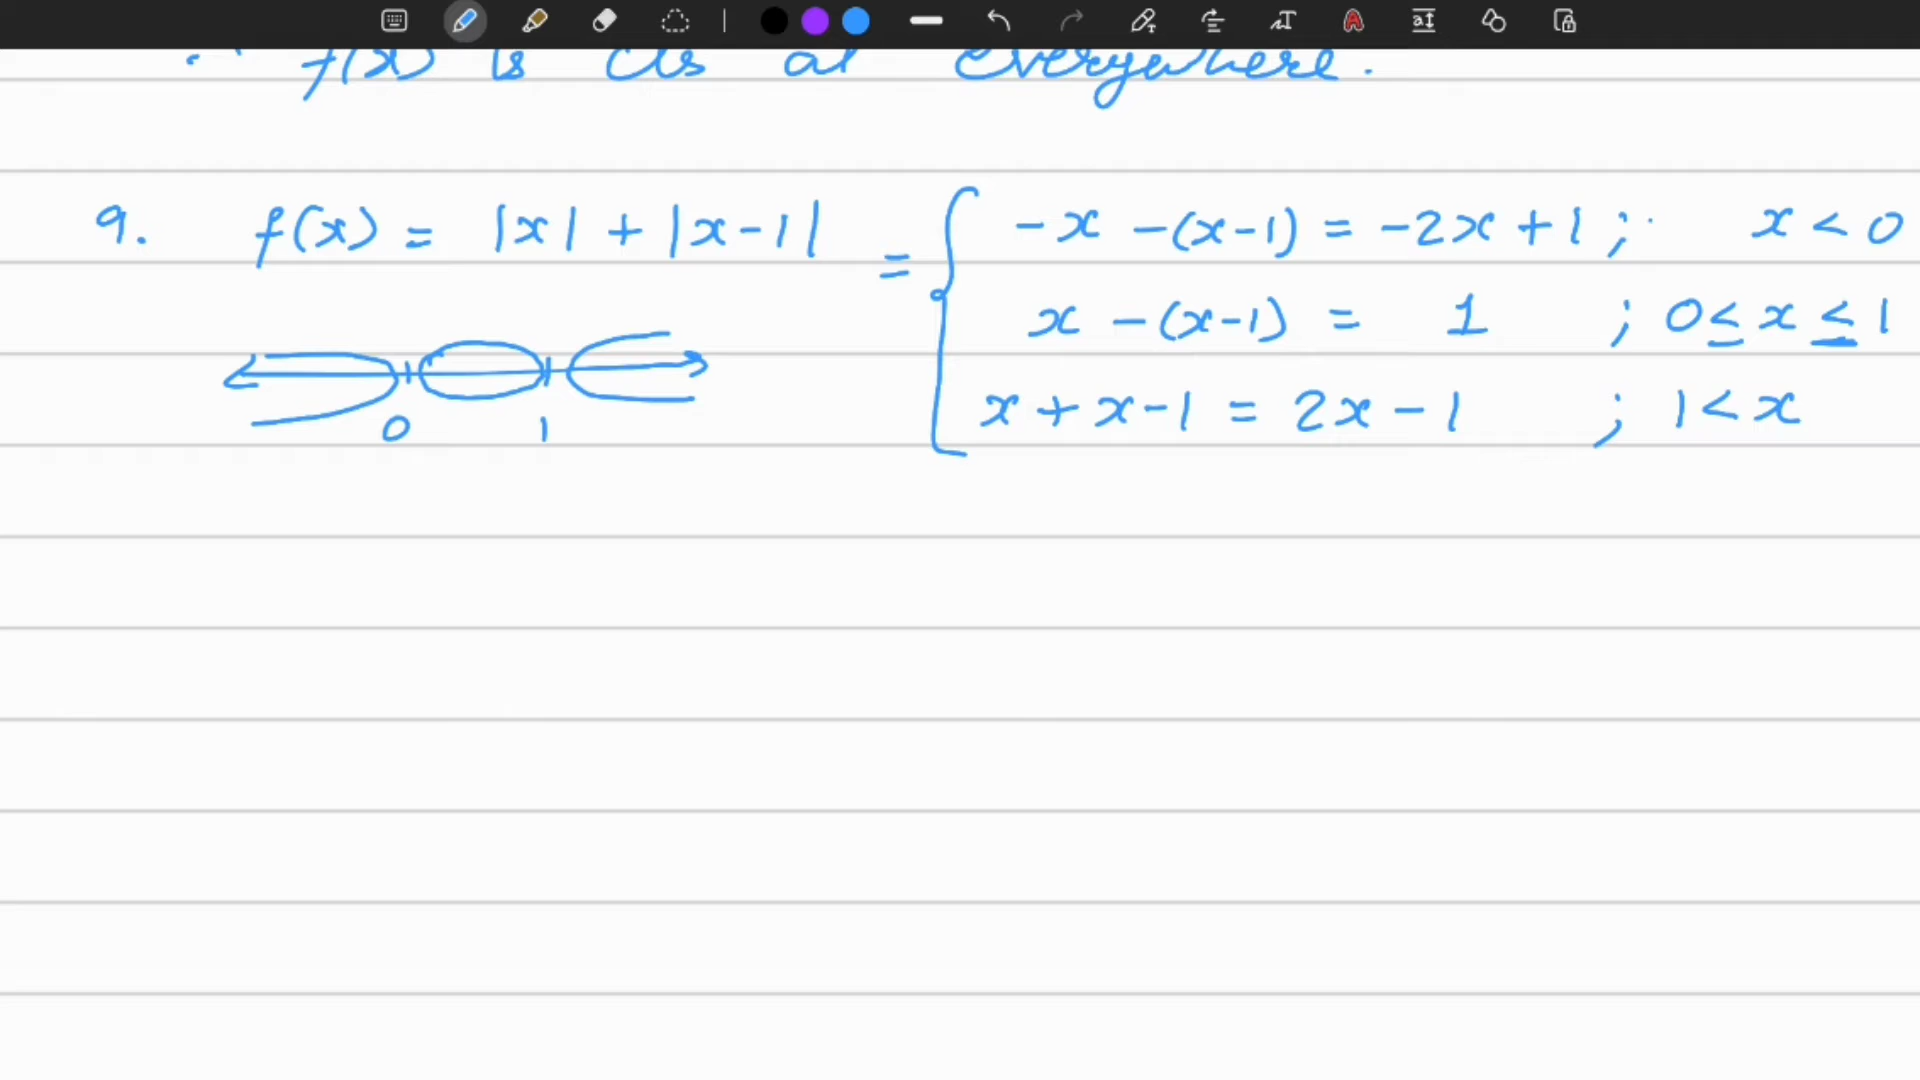 ∴ f(x) is cts at everywhere.
9. f(x) = |x| + |x-1| = { -x -(x-1) = -2x +1 ; x < 0
x -(x-1) = 1 ; 0 ≤ x ≤ 1
x + x-1 = 2x - 1 ; 1 < x
0 1